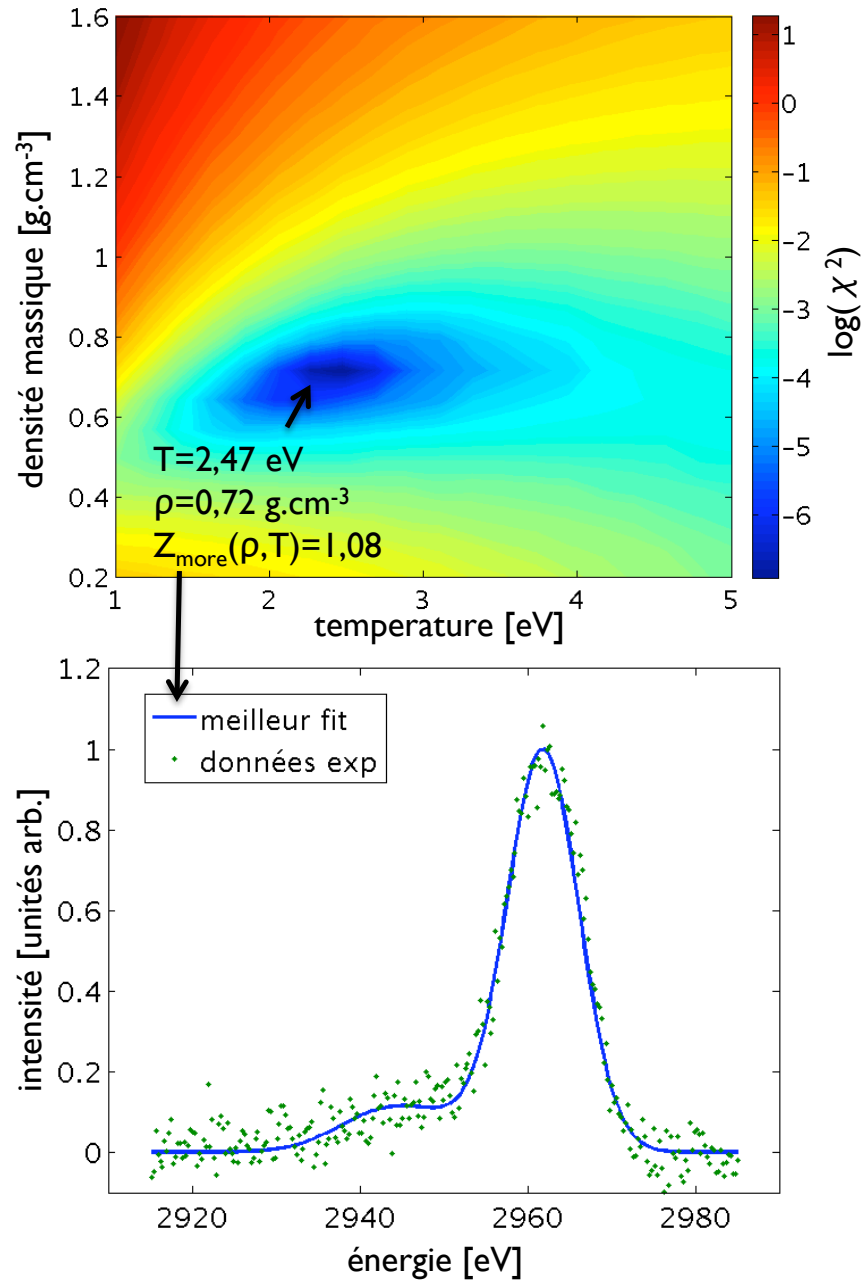 1.6
1.4
1.2
1
0.8
0.6
0.4
0.2
densité massique [g.cm-3]
T=2,47 eV
ρ=0,72 g.cm-3
Zmore(ρ,T)=1,08
1 2 3 4 5
temperature [eV]
1
0
-1
-2
-3
-4
-5
-6
log( χ 2)
1.2
1
0.8
0.6
0.4
0.2
0
intensité [unités arb.]
meilleur fit
données exp
2920 2940 2960 2980
énergie [eV]